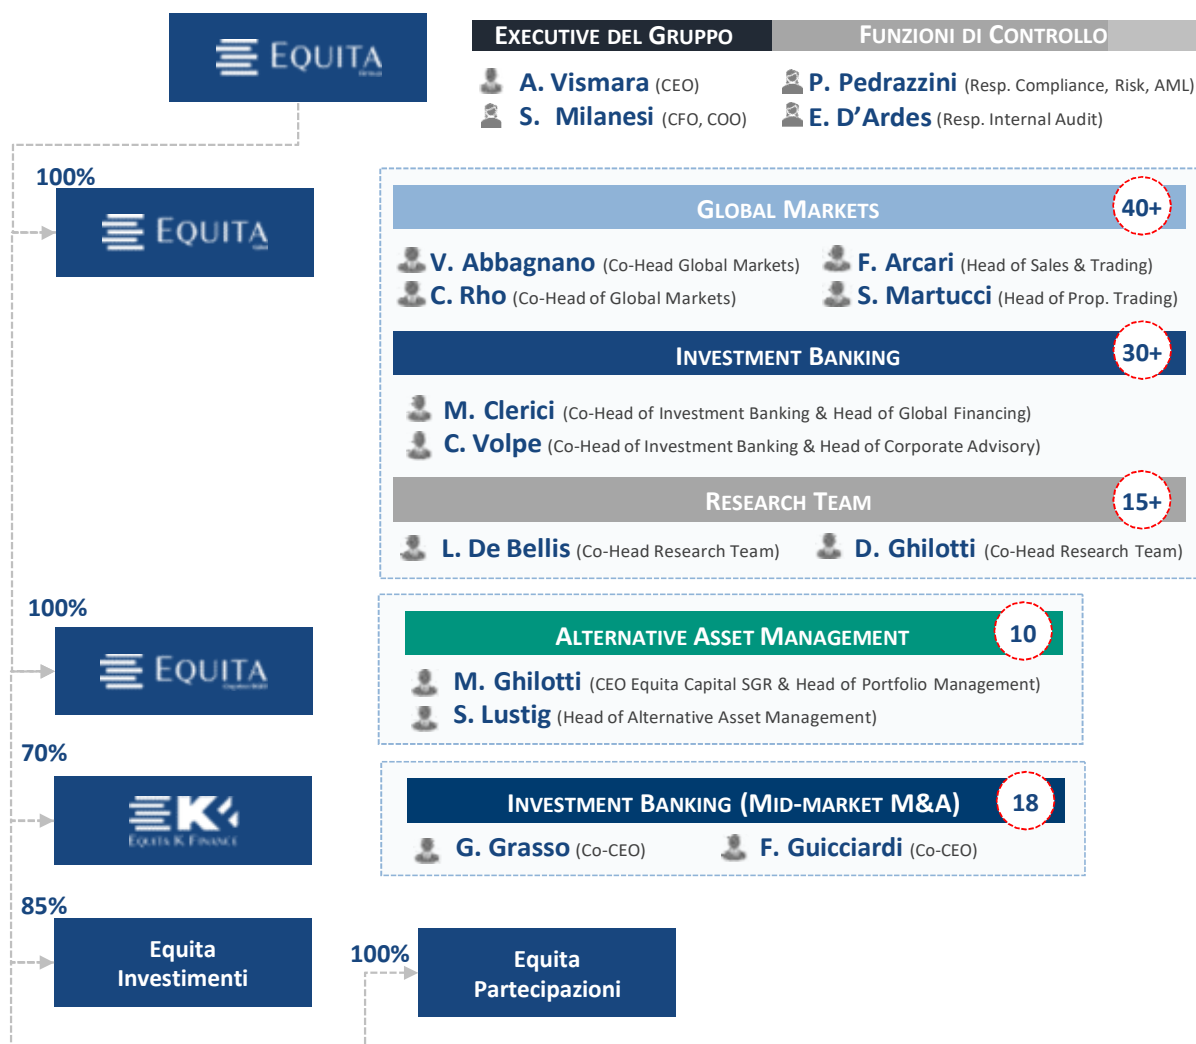 EQUITA
Group
EXECUTIVE DEL GRUPPO
FUNZIONI DI CONTROLLO
A. Vismara (CEO)
P. Pedrazzini (Resp. Compliance, Risk, AML)
S. Milanesi (CFO, COO)
E. D'Ardes (Resp. Internal Audit)
100%
EQUITA
GLOBAL MARKETS
40+
V. Abbagnano (Co-Head Global Markets)
F. Arcari (Head of Sales & Trading)
C. Rho (Co-Head of Global Markets)
S. Martucci (Head of Prop. Trading)
INVESTMENT BANKING
30+
M. Clerici (Co-Head of Investment Banking & Head of Global Financing)
C. Volpe (Co-Head of Investment Banking & Head of Corporate Advisory)
RESEARCH TEAM
15+
L. De Bellis (Co-Head Research Team)
D. Ghilotti (Co-Head Research Team)
100%
EQUITA
Capital SGR
ALTERNATIVE ASSET MANAGEMENT
10
M. Ghilotti (CEO Equita Capital SGR & Head of Portfolio Management)
S. Lustig (Head of Alternative Asset Management)
70%
K
EQUITA K FINANCE
INVESTMENT BANKING (MID-MARKET M&A)
18
G. Grasso (Co-CEO)
F. Guicciardi (Co-CEO)
85%
Equita
Investimenti
100%
Equita
Partecipazioni